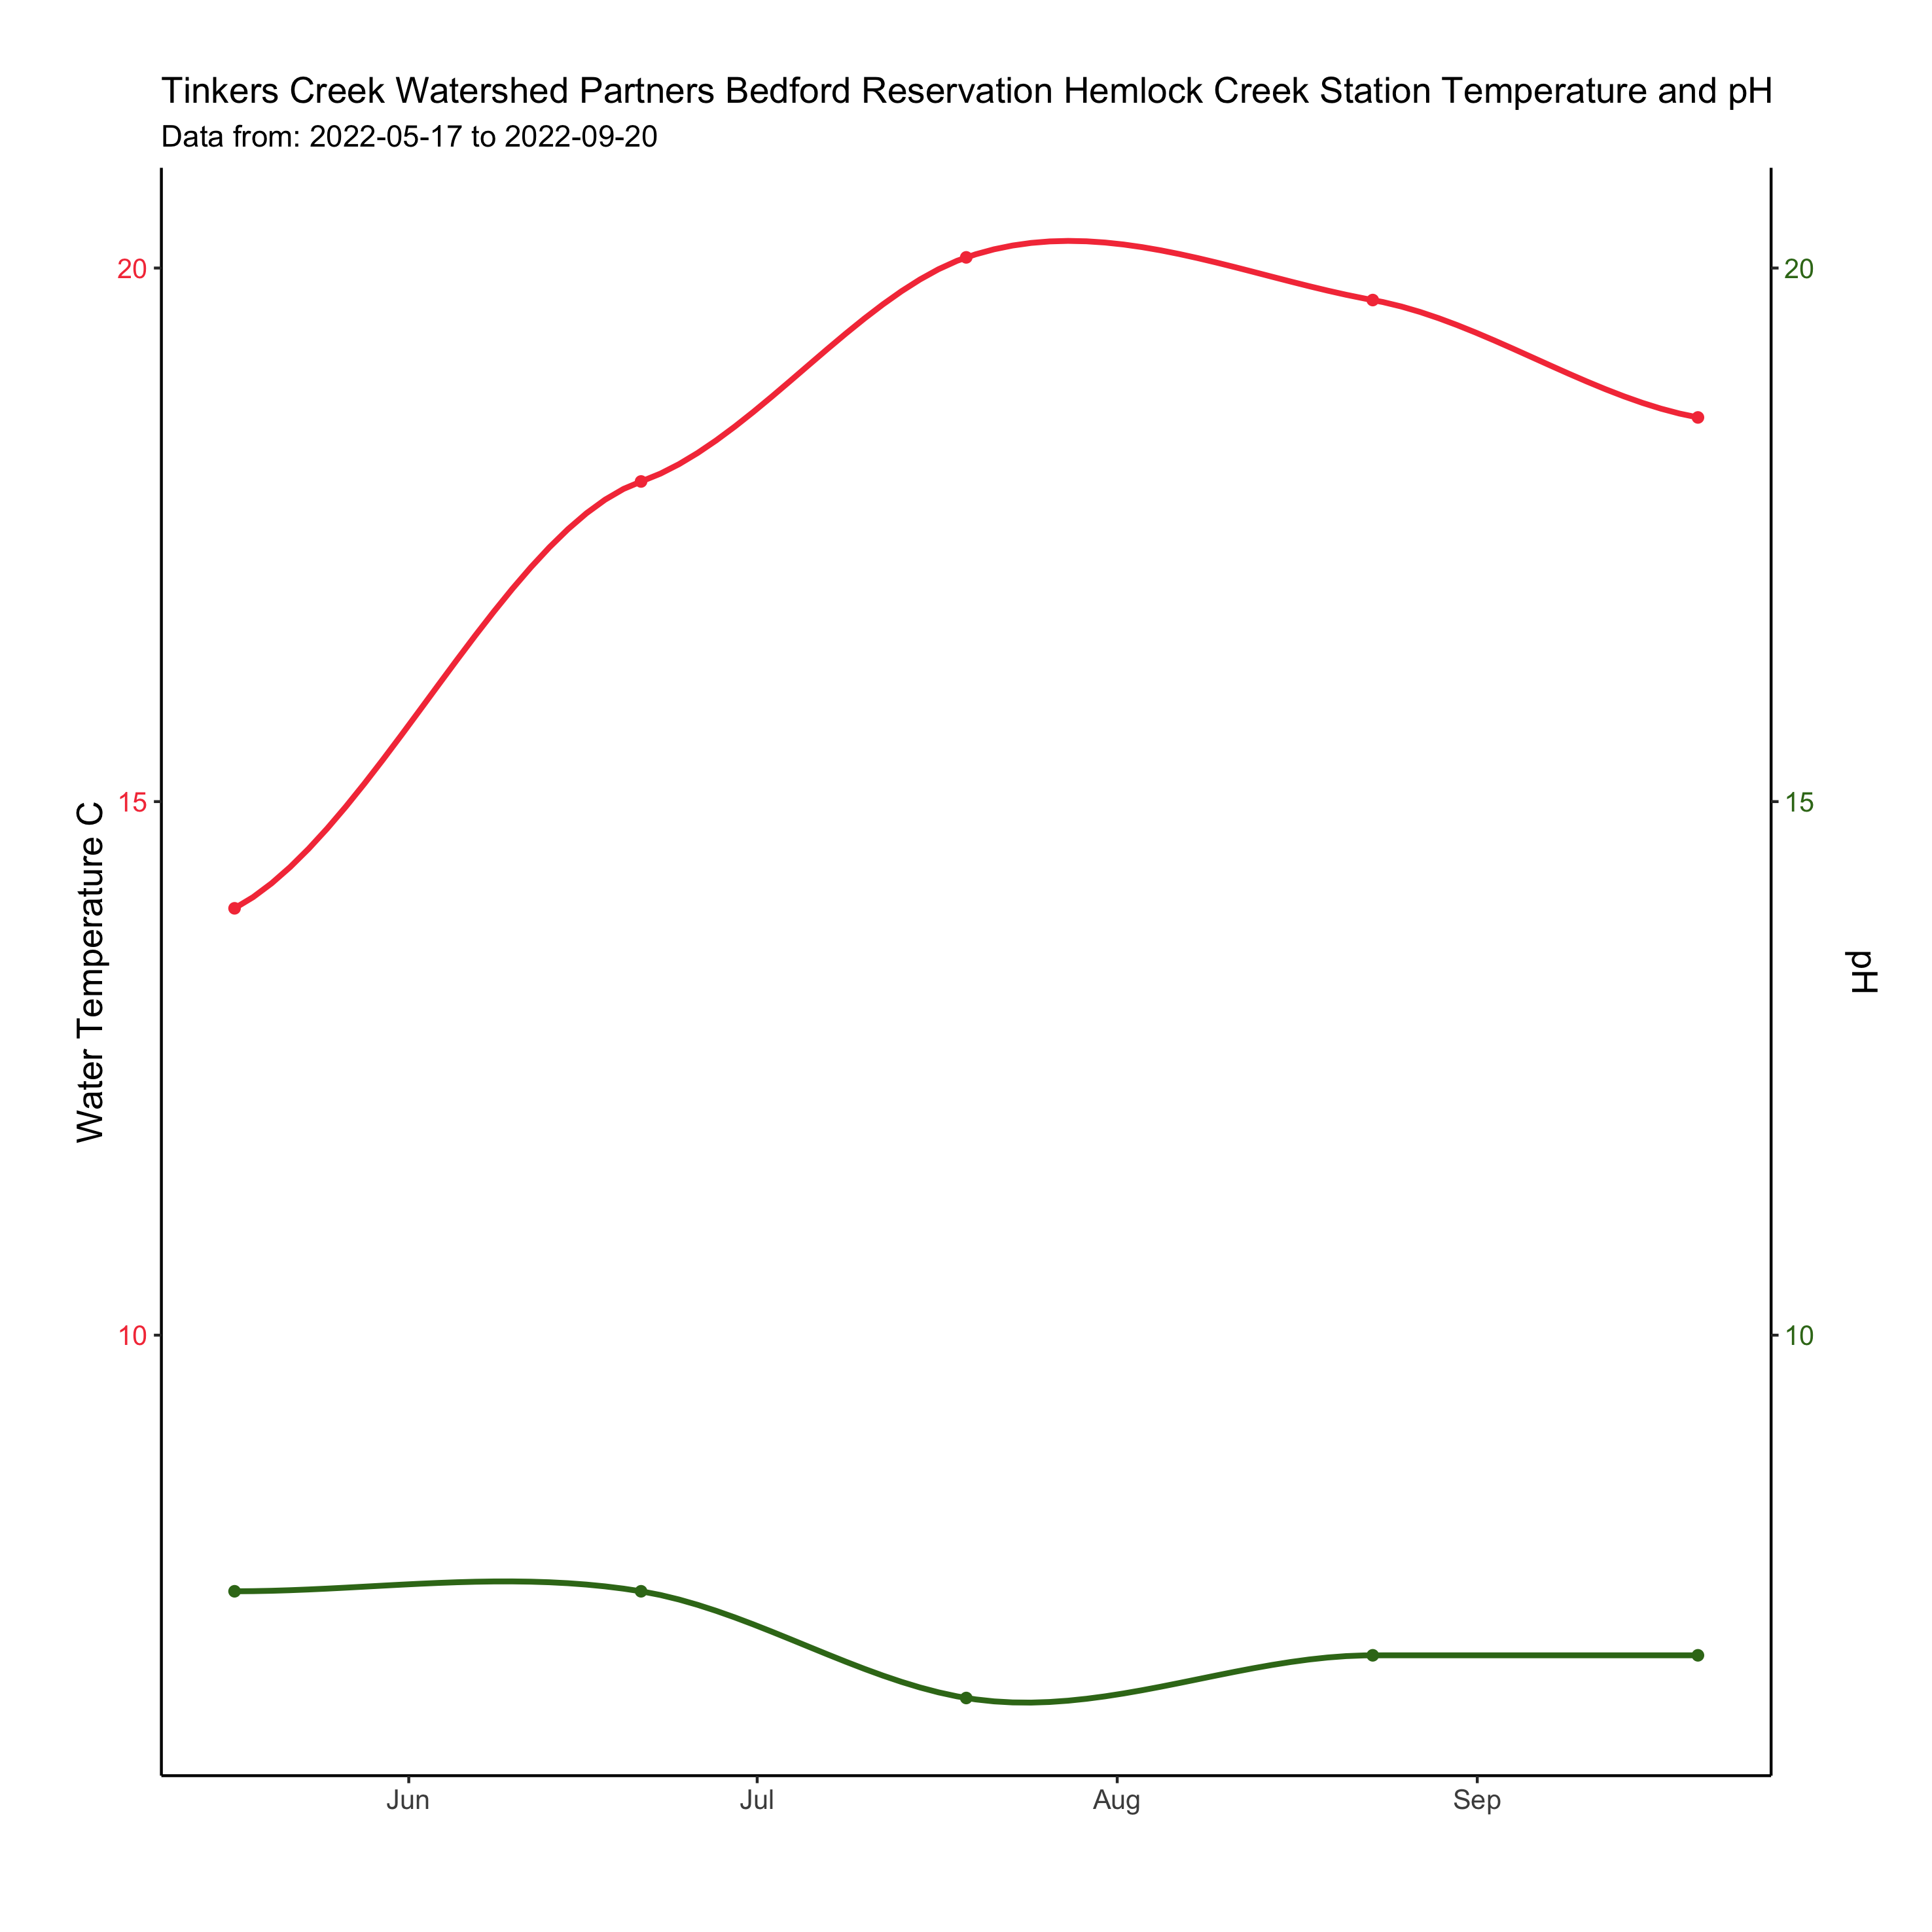 Tinkers Creek Watershed Partners Bedford Reservation Hemlock Creek Station Temperature and pH
Data from: 2022-05-17 to 2022-09-20
20
15
10
Water Temperature C
20
15
10
pH
Jun
Jul
Aug
Sep